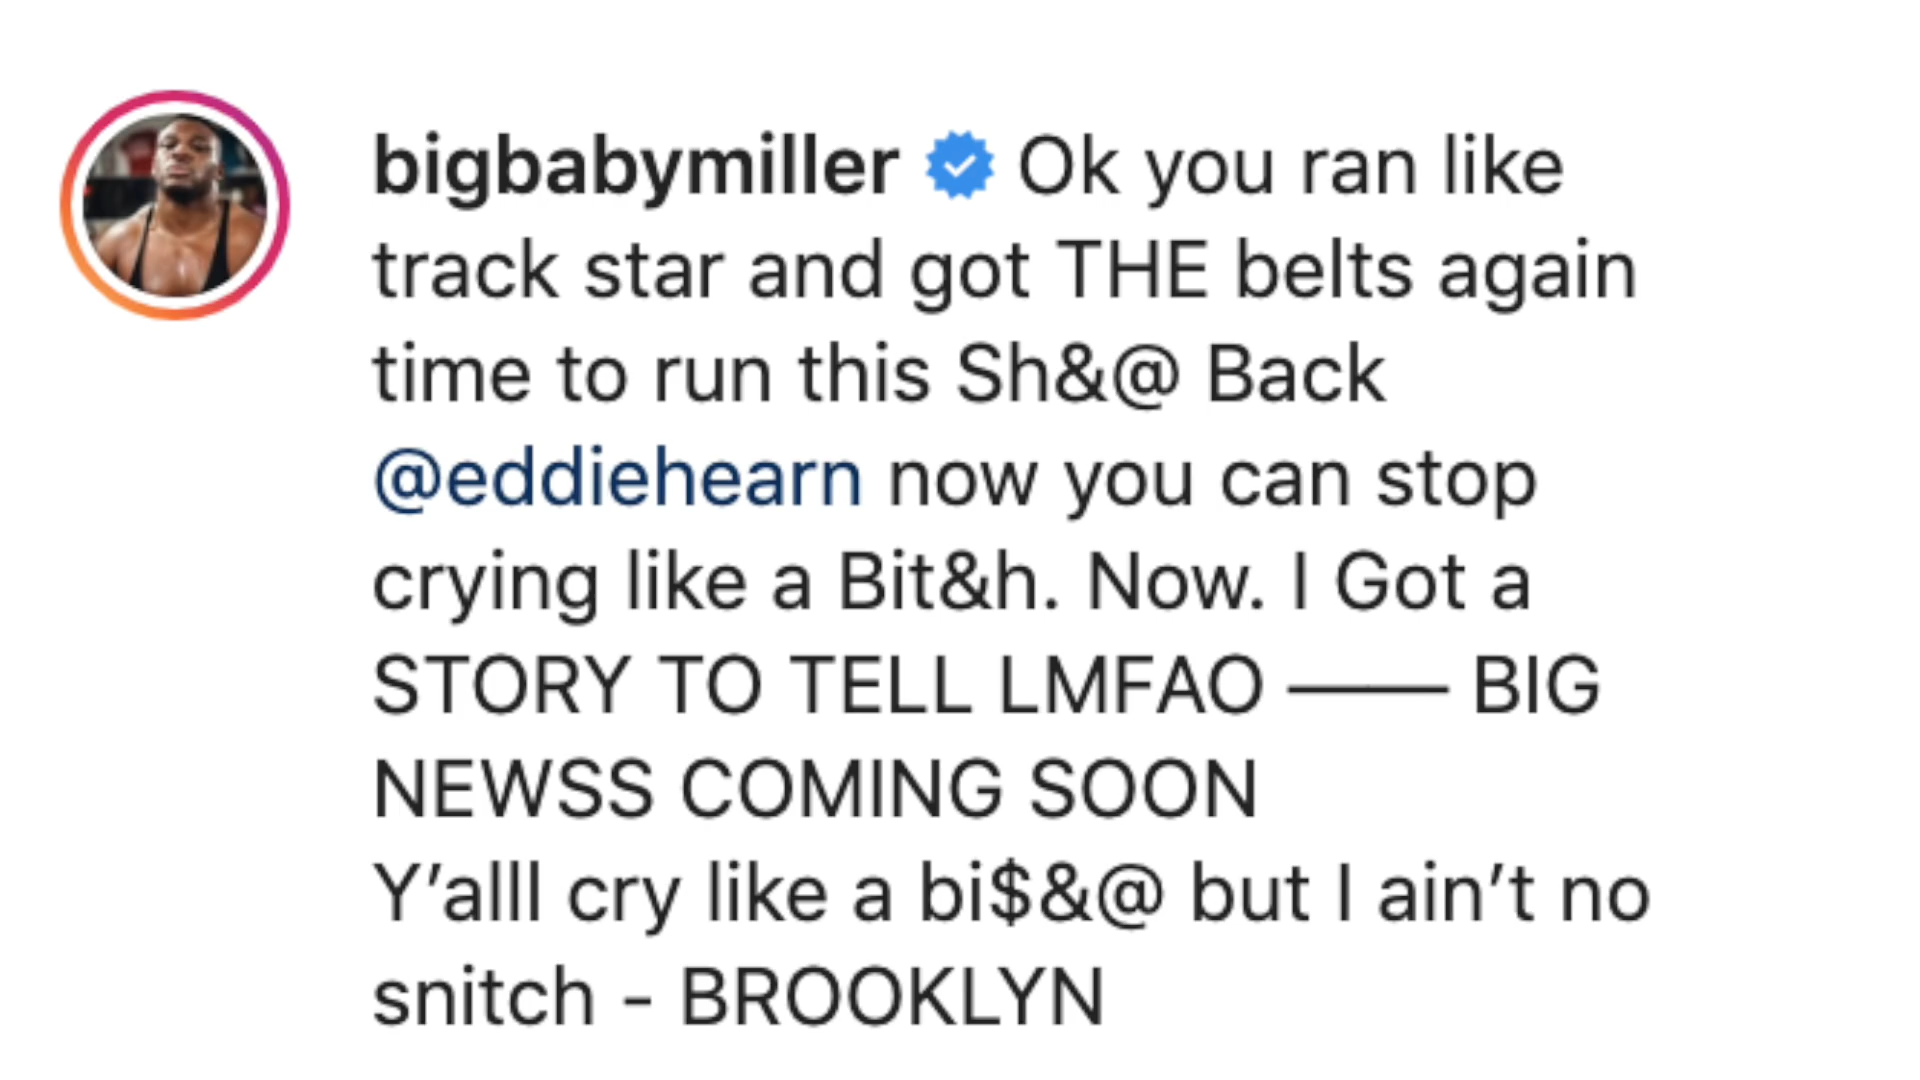 bigbabymiller Ok you ran like
track star and got THE belts again
time to run this Sh&@ Back
@eddiehearn now you can stop
crying like a Bit&h. Now. I Got a
STORY TO TELL LMFAO —— BIG
NEWSS COMING SOON
Y’alll cry like a bi$&@ but I ain’t no
snitch - BROOKLYN